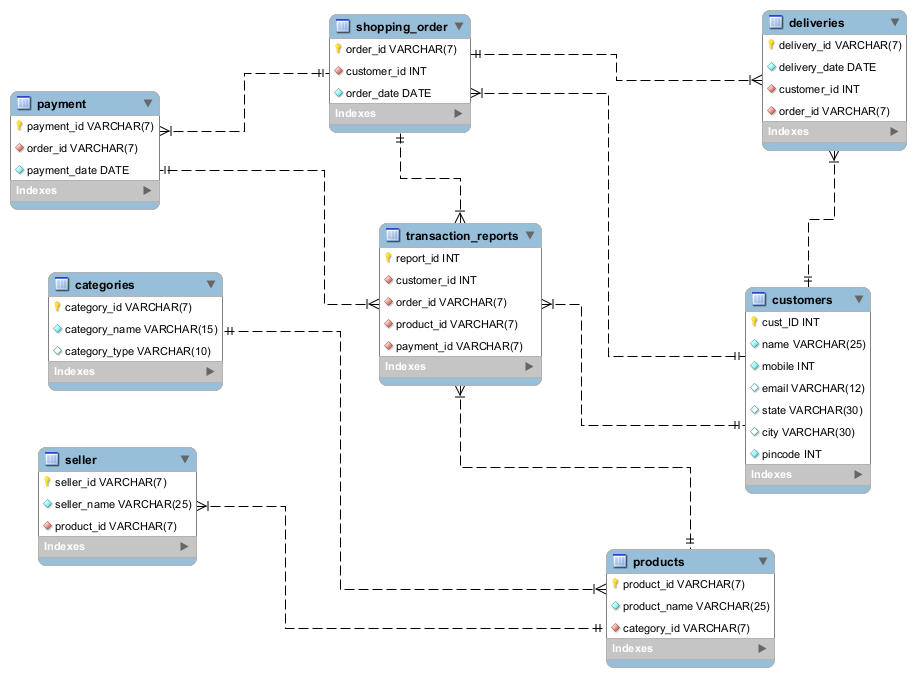 shopping_order
order_id VARCHAR(7)
customer_id INT
order_date DATE
Indexes
deliveries
delivery_id VARCHAR(7)
delivery_date DATE
customer_id INT
order_id VARCHAR(7)
Indexes
payment
payment_id VARCHAR(7)
order_id VARCHAR(7)
payment_date DATE
Indexes
transaction_reports
report_id INT
customer_id INT
order_id VARCHAR(7)
product_id VARCHAR(7)
payment_id VARCHAR(7)
Indexes
categories
category_id VARCHAR(7)
category_name VARCHAR(15)
category_type VARCHAR(10)
Indexes
customers
cust_ID INT
name VARCHAR(25)
mobile INT
email VARCHAR(12)
state VARCHAR(30)
city VARCHAR(30)
pincode INT
Indexes
seller
seller_id VARCHAR(7)
seller_name VARCHAR(25)
product_id VARCHAR(7)
Indexes
products
product_id VARCHAR(7)
product_name VARCHAR(25)
category_id VARCHAR(7)
Indexes